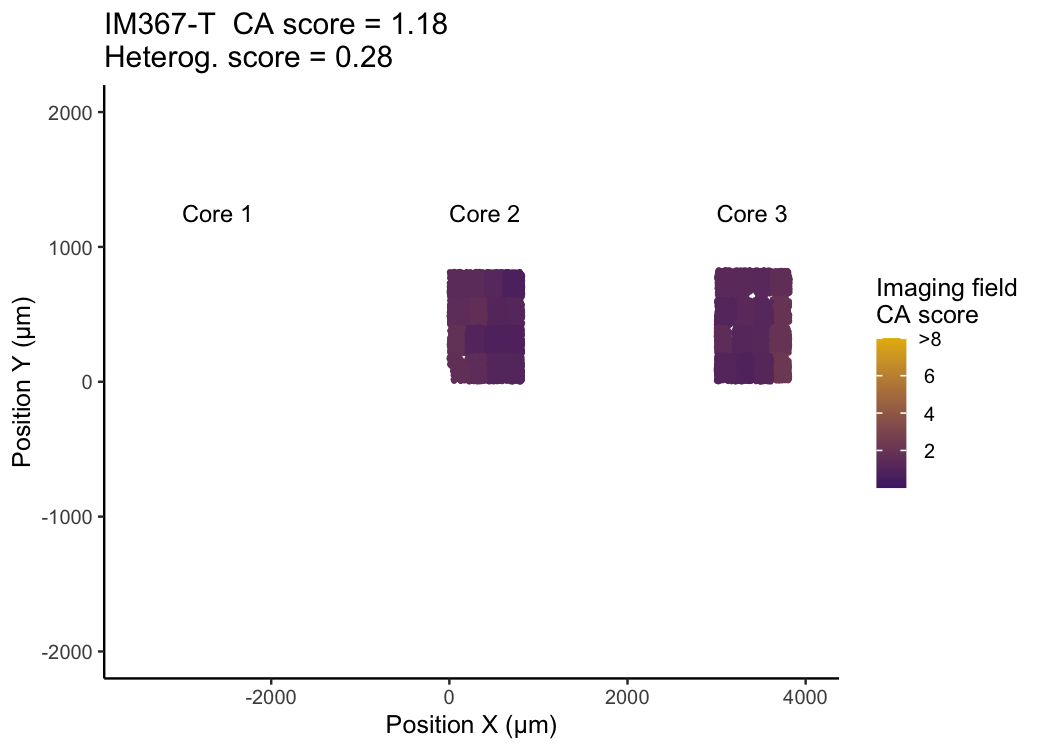 IM367-T  CA score = 1.18
Heterog. score = 0.28
2000
1000
0
-1000
-2000
Position Y (µm)
Core 1
Core 2
Core 3
-2000
0
2000
4000
Position X (µm)
Imaging field
CA score
>8
6
4
2